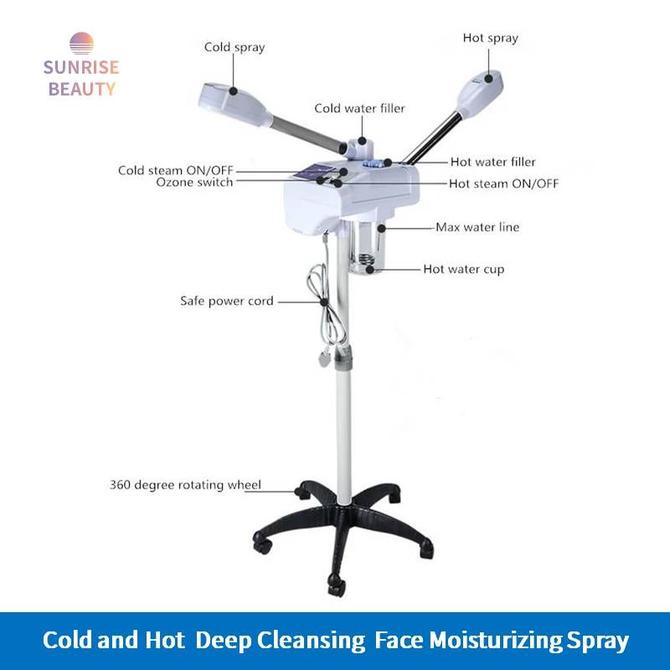 SUNRISE
BEAUTY
Cold spray
Hot spray
Cold water filler
Cold steam ON/OFF
Ozone switch
Hot water filler
Hot steam ON/OFF
Max water line
Hot water cup
Safe power cord
360 degree rotating wheel
Cold and Hot Deep Cleansing Face Moisturizing Spray